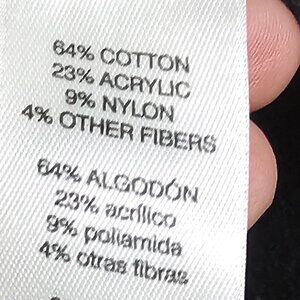 64% COTTON
23% ACRYLIC
9% NYLON
4% OTHER FIBERS
64% ALGODÓN
23% acrílico
9% poliamida
4% otras fibras